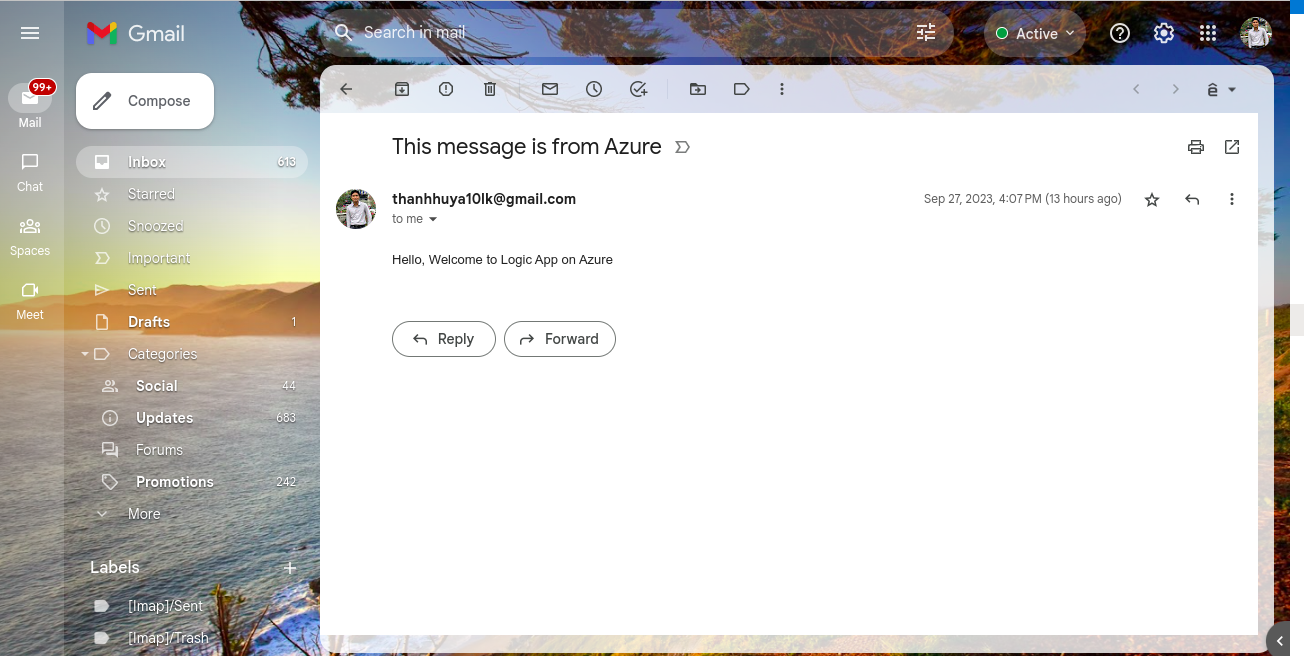 Gmail
Search in mail
Active
99+
Mail
Chat
Spaces
Meet
Compose
Inbox 613
Starred
Snoozed
Important
Sent
Drafts 1
Categories
Social 44
Updates 683
Forums
Promotions 242
More
Labels
[Imap]/Sent
[Imap]/Trash
This message is from Azure
thanhhuya10lk@gmail.com
Sep 27, 2023, 4:07 PM (13 hours ago)
to me
Hello, Welcome to Logic App on Azure
Reply
Forward